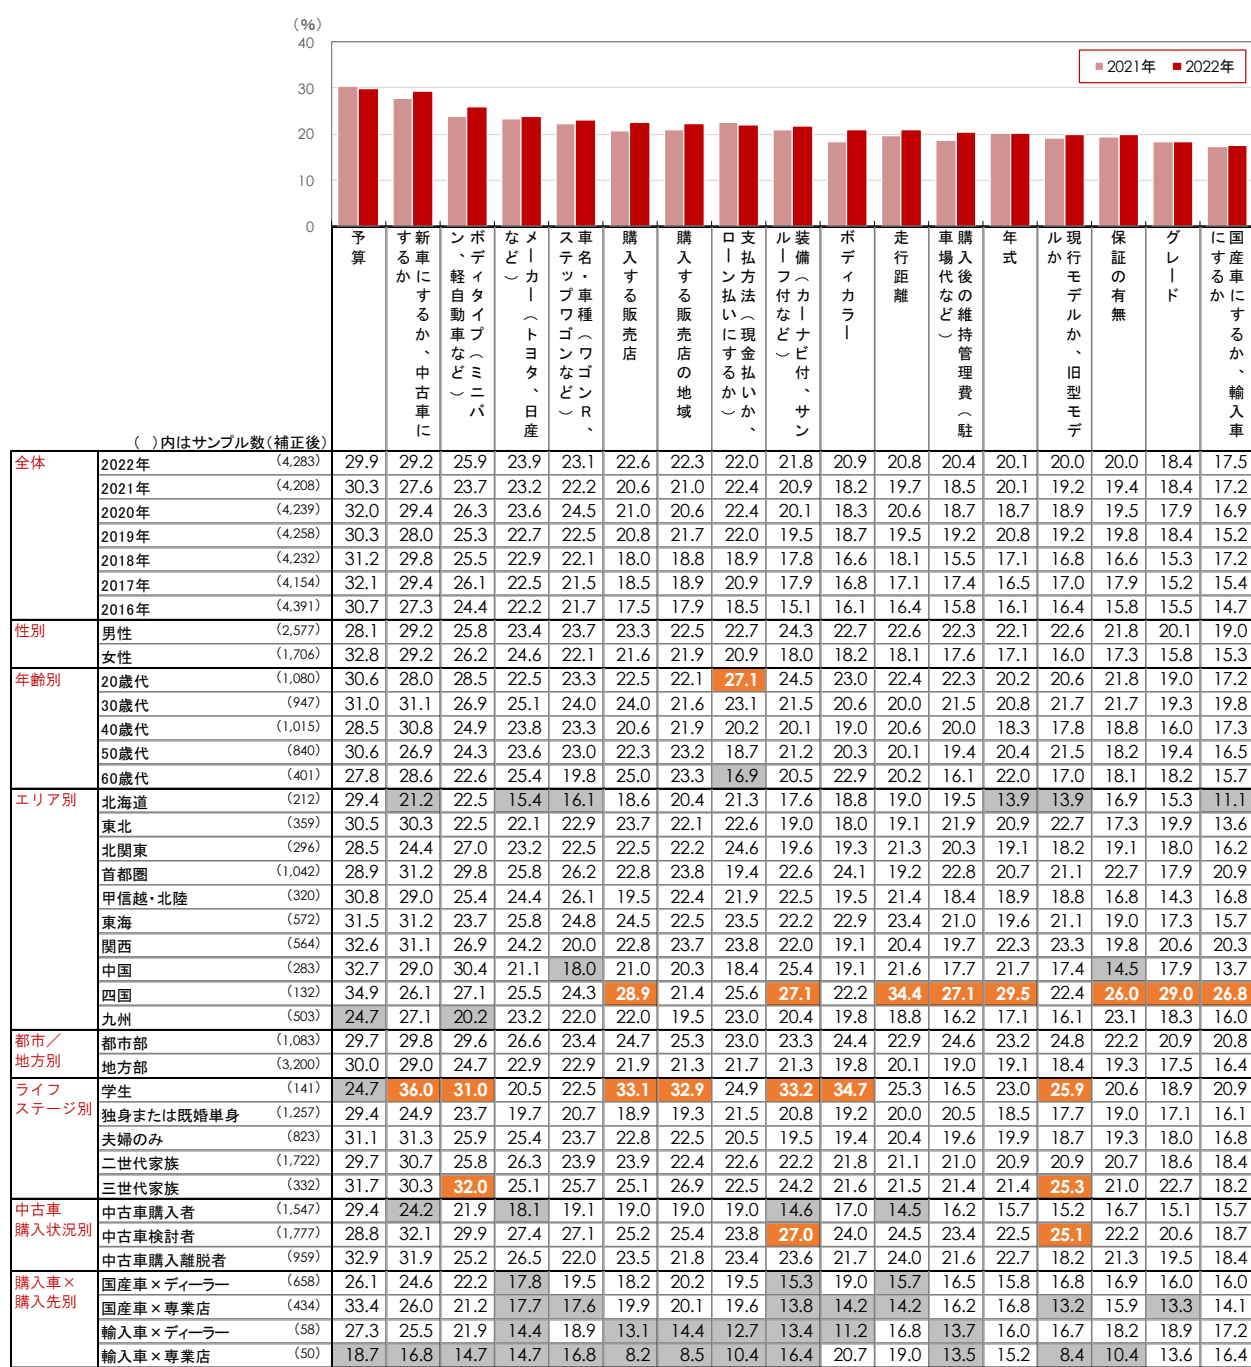 （%）
40
30
20
10
0
2021年 2022年
予算
新車にするか、中古車に
するか
ボディタイプ（ミニバ
ン、軽自動車など）
メーカー（トヨタ、日産
など）
車名・車種（ワゴンR、
ステップワゴンなど）
購入する販売店
購入する販売店の地域
支払方法（現金払いか、
ローン払いにするか）
装備（カーナビ付、サン
ルーフ付など）
ボディカラー
走行距離
購入後の維持管理費（駐
車場代など）
年式
現行モデルか、旧型モデ
ルか
保証の有無
グレード
国産車にするか、輸入車
にするか
（　）内はサンプル数（補正後）
全体 2022年 (4,283) 29.9 29.2 25.9 23.9 23.1 22.6 22.3 22.0 21.8 20.9 20.8 20.4 20.1 20.0 20.0 18.4 17.5
2021年 (4,208) 30.3 27.6 23.7 23.2 22.2 20.6 21.0 22.4 20.9 18.2 19.7 18.5 20.1 19.2 19.4 18.4 17.2
2020年 (4,239) 32.0 29.4 26.3 23.6 24.5 21.0 20.6 22.4 20.1 18.3 20.6 18.7 18.7 18.9 19.5 17.9 16.9
2019年 (4,258) 30.3 28.0 25.3 22.7 22.5 20.8 21.7 22.0 19.5 18.7 19.5 19.2 20.8 19.2 19.8 18.4 15.2
2018年 (4,232) 31.2 29.8 25.5 22.9 22.1 18.0 18.8 18.9 17.8 16.6 18.1 15.5 17.1 16.8 16.6 15.3 17.2
2017年 (4,154) 32.1 29.4 26.1 22.5 21.5 18.5 18.9 20.9 17.9 16.8 17.1 17.4 16.5 17.0 17.9 15.2 15.4
2016年 (4,391) 30.7 27.3 24.4 22.2 21.7 17.5 17.9 18.5 15.1 16.1 16.4 15.8 16.1 16.4 15.8 15.5 14.7
性別 男性 (2,577) 28.1 29.2 25.8 23.4 23.7 23.3 22.5 22.7 24.3 22.7 22.6 22.3 22.1 22.6 21.8 20.1 19.0
女性 (1,706) 32.8 29.2 26.2 24.6 22.1 21.6 21.9 20.9 18.0 18.2 18.1 17.6 17.1 16.0 17.3 15.8 15.3
年齢別 20歳代 (1,080) 30.6 28.0 28.5 22.5 23.3 22.5 22.1 27.1 24.5 23.0 22.4 22.3 20.2 20.6 21.8 19.0 17.2
30歳代 (947) 31.0 31.1 26.9 25.1 24.0 24.0 21.6 23.1 21.5 20.6 20.0 21.5 20.8 21.7 21.7 19.3 19.8
40歳代 (1,015) 28.5 30.8 24.9 23.8 23.3 20.6 21.9 20.2 20.1 19.0 20.6 20.0 18.3 17.8 18.8 16.0 17.3
50歳代 (840) 30.6 26.9 24.3 23.6 23.0 22.3 23.2 18.7 21.2 20.3 20.1 19.4 20.4 21.5 18.2 19.4 16.5
60歳代 (401) 27.8 28.6 22.6 25.4 19.8 25.0 23.3 16.9 20.5 22.9 20.2 16.1 22.0 17.0 18.1 18.2 15.7
エリア別 北海道 (212) 29.4 21.2 22.5 15.4 16.1 18.6 20.4 21.3 17.6 18.8 19.0 19.5 13.9 13.9 16.9 15.3 11.1
東北 (359) 30.5 30.3 22.5 22.1 22.9 23.7 22.1 22.6 19.0 18.0 19.1 21.9 20.9 22.7 17.3 19.9 13.6
北関東 (296) 28.5 24.4 27.0 23.2 22.5 22.5 22.2 24.6 19.6 19.3 21.3 20.3 19.1 18.2 19.1 18.0 16.2
首都圏 (1,042) 28.9 31.2 29.8 25.8 26.2 22.8 23.8 19.4 22.6 24.1 19.2 22.8 20.7 21.1 22.7 17.9 20.9
甲信越・北陸 (320) 30.8 29.0 25.4 24.4 26.1 19.5 22.4 21.9 22.5 19.5 21.4 18.4 18.9 18.8 16.8 14.3 16.8
東海 (572) 31.5 31.2 23.7 25.8 24.8 24.5 22.5 23.5 22.2 22.9 23.4 21.0 19.6 21.1 19.0 17.3 15.7
関西 (564) 32.6 31.1 26.9 24.2 20.0 22.8 23.7 23.8 22.0 19.1 20.4 19.7 22.3 23.3 19.8 20.6 20.3
中国 (283) 32.7 29.0 30.4 21.1 18.0 21.0 20.3 18.4 25.4 19.1 21.6 17.7 21.7 17.4 14.5 17.9 13.7
四国 (132) 34.9 26.1 27.1 25.5 24.3 28.9 21.4 25.6 27.1 22.2 34.4 27.1 29.5 22.4 26.0 29.0 26.8
九州 (503) 24.7 27.1 20.2 23.2 22.0 22.0 19.5 23.0 20.4 19.8 18.8 16.2 17.1 16.1 23.1 18.3 16.0
都市／
地方別 都市部 (1,083) 29.7 29.8 29.6 26.6 23.4 24.7 25.3 23.0 23.3 24.4 22.9 24.6 23.2 24.8 22.2 20.9 20.8
地方部 (3,200) 30.0 29.0 24.7 22.9 22.9 21.9 21.3 21.7 21.3 19.8 20.1 19.0 19.1 18.4 19.3 17.5 16.4
ライフ
ステージ別 学生 (141) 24.7 36.0 31.0 20.5 22.5 33.1 32.9 24.9 33.2 34.7 25.3 16.5 23.0 25.9 20.6 18.9 20.9
独身または既婚単身 (1,257) 29.4 24.9 23.7 19.7 20.7 18.9 19.3 21.5 20.8 19.2 20.0 20.5 18.5 17.7 19.0 17.1 16.1
夫婦のみ (823) 31.1 31.3 25.9 25.4 23.7 22.8 22.5 20.5 19.5 19.4 20.4 19.6 19.9 18.7 19.3 18.0 16.8
二世代家族 (1,722) 29.7 30.7 25.8 26.3 23.9 23.9 22.4 22.6 22.2 21.8 21.1 21.0 20.9 20.9 20.7 18.6 18.4
三世代家族 (332) 31.7 30.3 32.0 25.1 25.7 25.1 26.9 22.5 24.2 21.6 21.5 21.4 21.4 25.3 21.0 22.7 18.2
中古車
購入状況別 中古車購入者 (1,547) 29.4 24.2 21.9 18.1 19.1 19.0 19.0 19.0 14.6 17.0 14.5 16.2 15.7 15.2 16.7 15.1 15.7
中古車検討者 (1,777) 28.8 32.1 29.9 27.4 27.1 25.2 25.4 23.8 27.0 24.0 24.5 23.4 22.4 25.1 22.2 20.6 18.7
中古車購入離脱者 (959) 32.9 31.9 25.2 26.5 22.0 23.5 21.8 23.4 23.6 21.7 24.0 21.6 22.7 18.2 21.3 19.5 18.4
購入車×
購入先別 国産車×ディーラー (658) 26.1 24.6 22.2 17.8 19.5 18.2 20.2 19.5 15.3 19.0 15.7 16.5 15.8 16.8 16.9 16.0 16.0
国産車×専業店 (434) 33.4 26.0 21.2 17.7 17.6 19.9 20.1 19.6 13.8 14.2 14.2 16.2 16.8 13.2 15.9 13.3 14.1
輸入車×ディーラー (58) 27.3 25.5 21.9 14.4 18.9 13.1 14.4 12.7 13.4 11.2 16.8 13.7 16.0 16.7 18.2 18.9 17.2
輸入車×専業店 (50) 18.7 16.8 14.7 14.7 16.8 8.2 8.5 10.4 16.4 20.7 19.0 13.5 15.2 8.4 10.4 13.6 16.4